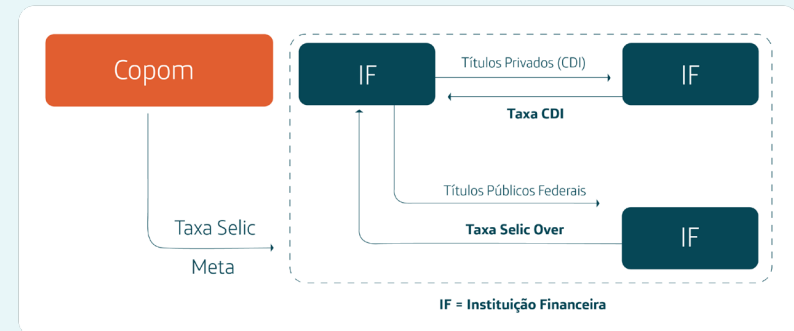 Copom
IF
Títulos Privados (CDI)
IF
Taxa CDI
Títulos Públicos Federais
Taxa Selic
Taxa Selic Over
IF
Meta
IF = Instituição Financeira